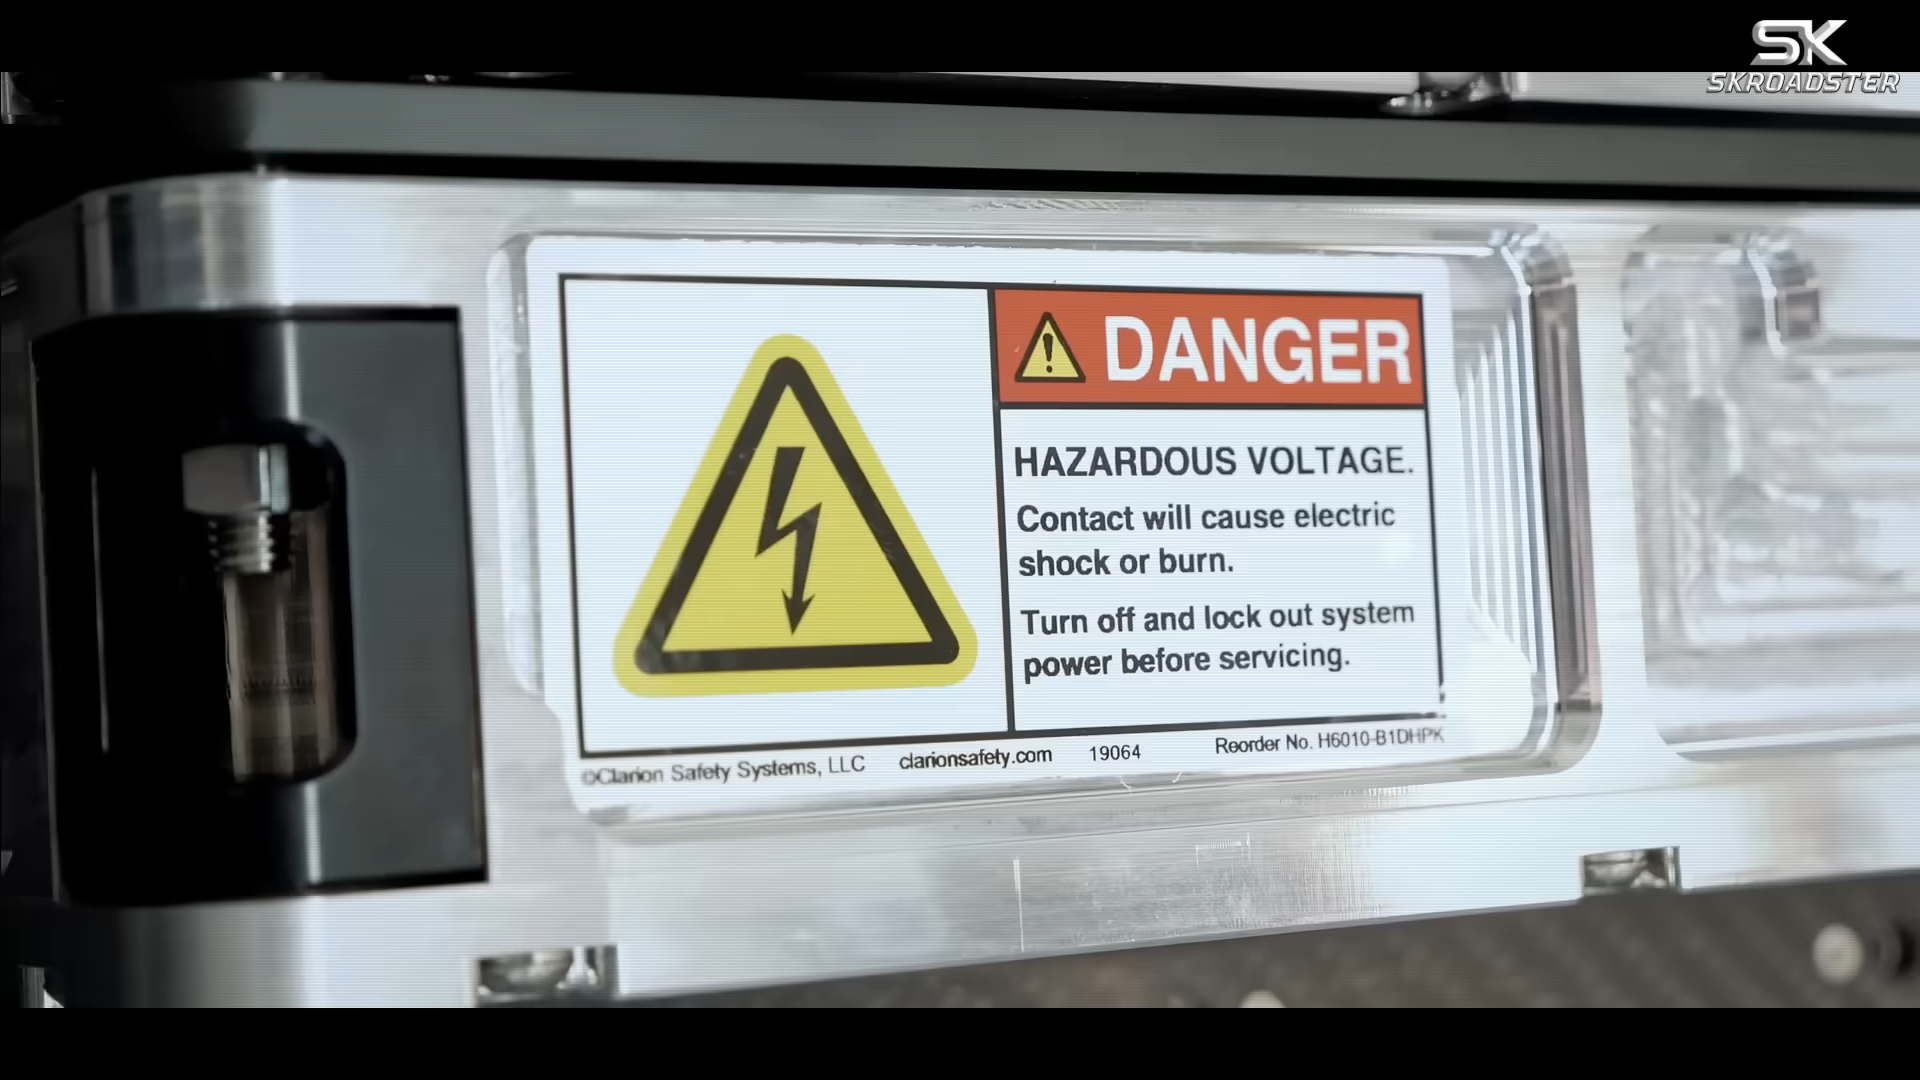 SK
SKROADSTER
DANGER
HAZARDOUS VOLTAGE.
Contact will cause electric
shock or burn.
Turn off and lock out system
power before servicing.
©Clarion Safety Systems, LLC clarionsafety.com 19064 Reorder No. H6010-B1DHPK